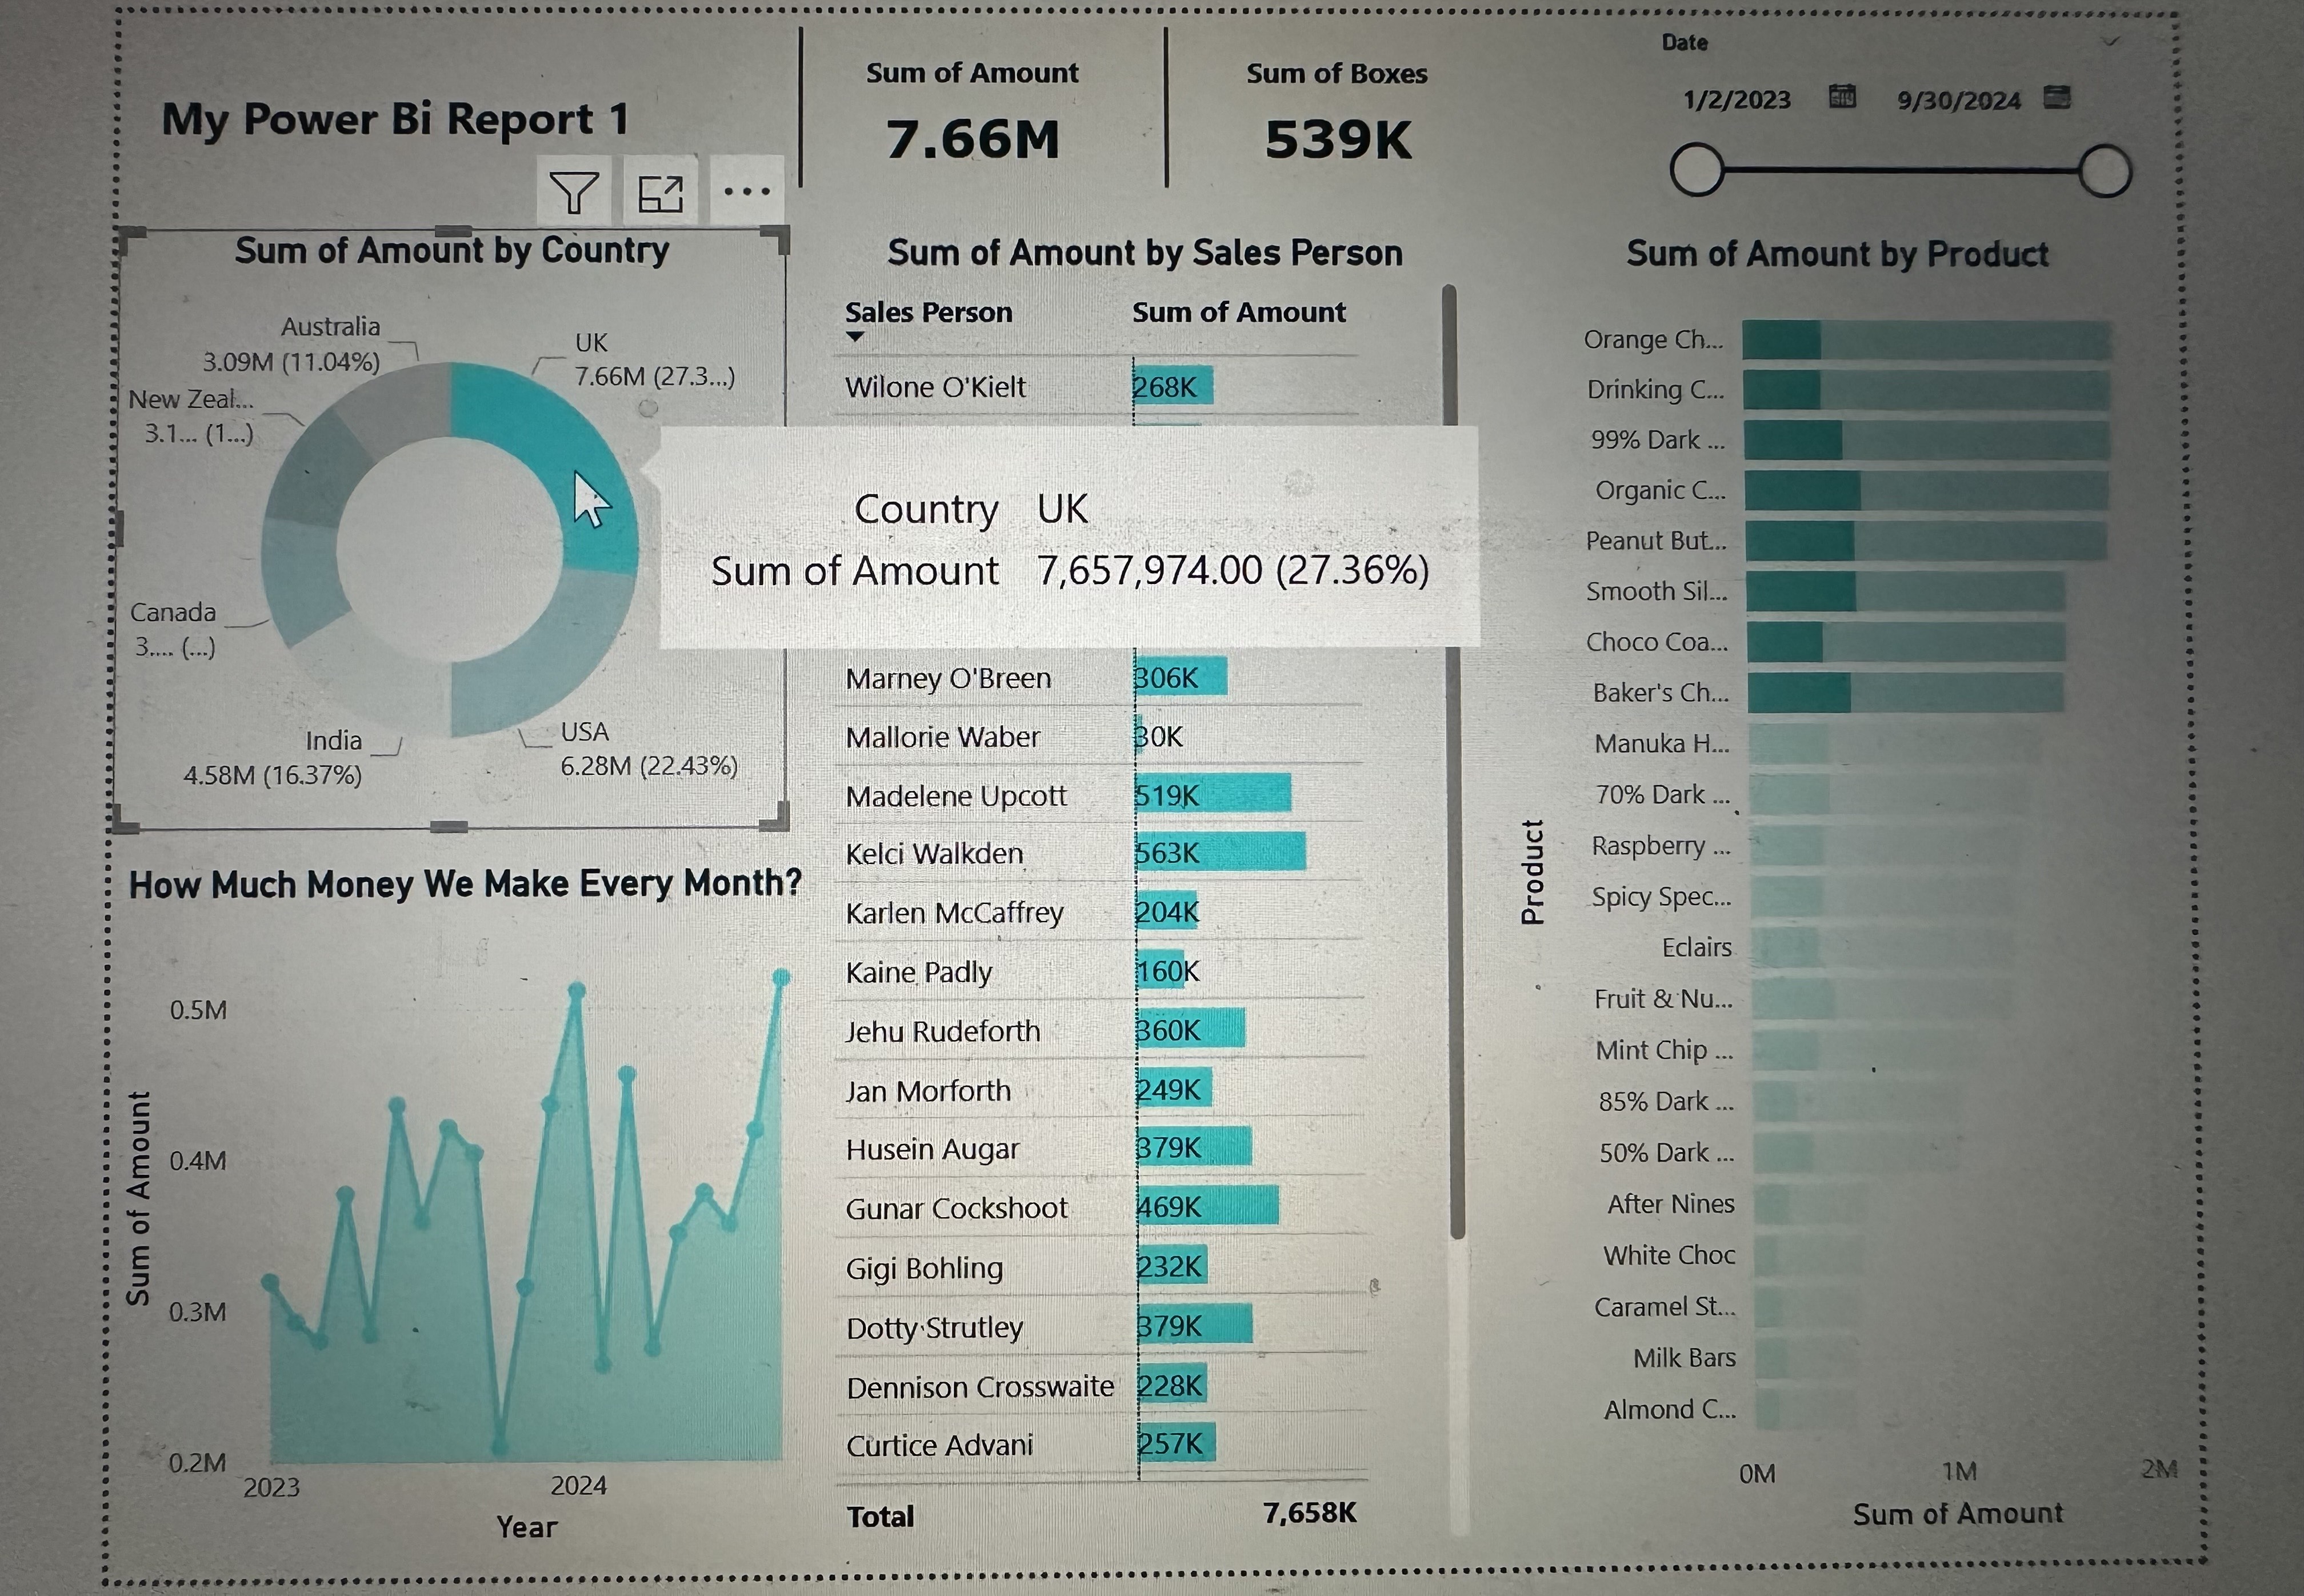 My Power Bi Report 1
Sum of Amount
7.66M
Sum of Boxes
539K
Date
1/2/2023
9/30/2024
Sum of Amount by Country
Australia
3.09M (11.04%)
UK
7.66M (27.3...)
New Zeal...
3.1... (1...)
Canada
3.... (...)
India
4.58M (16.37%)
USA
6.28M (22.43%)
Country UK
Sum of Amount 7,657,974.00 (27.36%)
How Much Money We Make Every Month?
Sum of Amount
0.5M
0.4M
0.3M
0.2M
2023
2024
Year
Sum of Amount by Sales Person
Sales Person Sum of Amount
Wilone O'Kielt 268K
Marney O'Breen 306K
Mallorie Waber 30K
Madelene Upcott 519K
Kelci Walkden 563K
Karlen McCaffrey 204K
Kaine Padly 160K
Jehu Rudeforth 360K
Jan Morforth 249K
Husein Augar 379K
Gunar Cockshoot 469K
Gigi Bohling 232K
Dotty Strutley 379K
Dennison Crosswaite 228K
Curtice Advani 257K
Total 7,658K
Sum of Amount by Product
Product
Orange Ch...
Drinking C...
99% Dark ...
Organic C...
Peanut But...
Smooth Sil...
Choco Coa...
Baker's Ch...
Manuka H...
70% Dark ...
Raspberry ...
Spicy Spec...
Eclairs
Fruit & Nu...
Mint Chip ...
85% Dark ...
50% Dark ...
After Nines
White Choc
Caramel St...
Milk Bars
Almond C...
0M
1M
2M
Sum of Amount